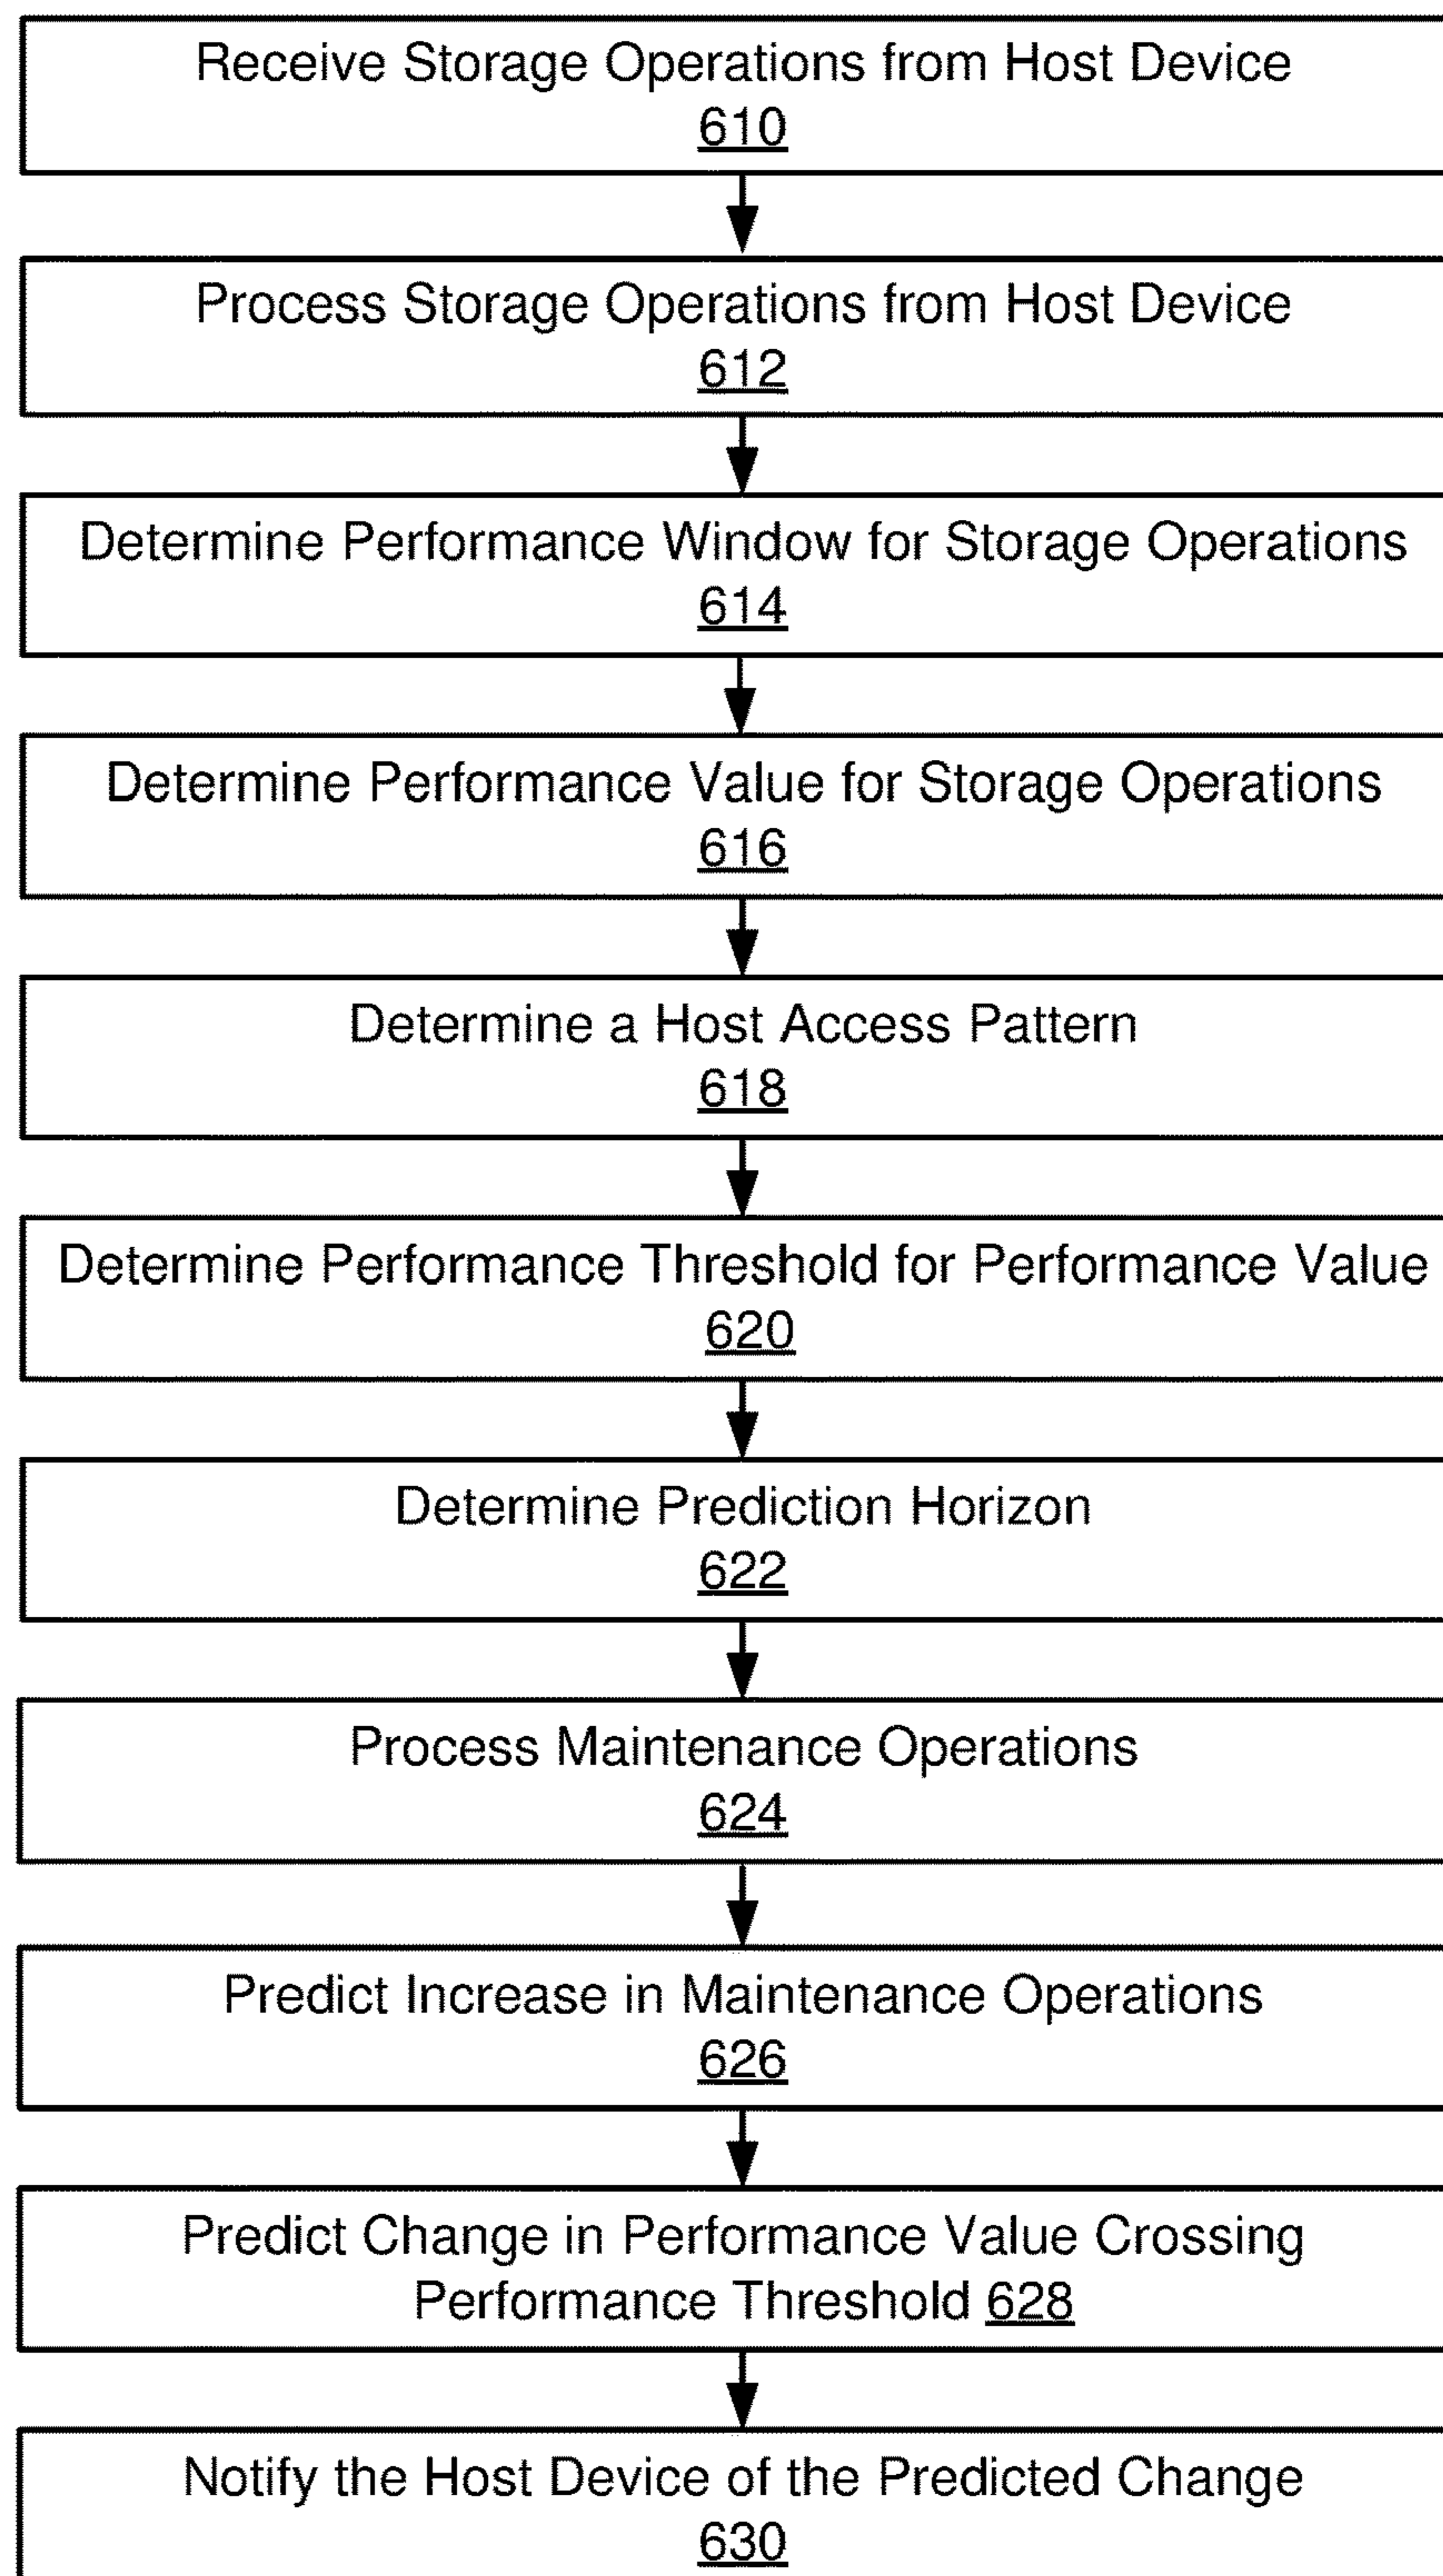 Receive Storage Operations from Host Device
610
Process Storage Operations from Host Device
612
Determine Performance Window for Storage Operations
614
Determine Performance Value for Storage Operations
616
Determine a Host Access Pattern
618
Determine Performance Threshold for Performance Value
620
Determine Prediction Horizon
622
Process Maintenance Operations
624
Predict Increase in Maintenance Operations
626
Predict Change in Performance Value Crossing
Performance Threshold 628
Notify the Host Device of the Predicted Change
630